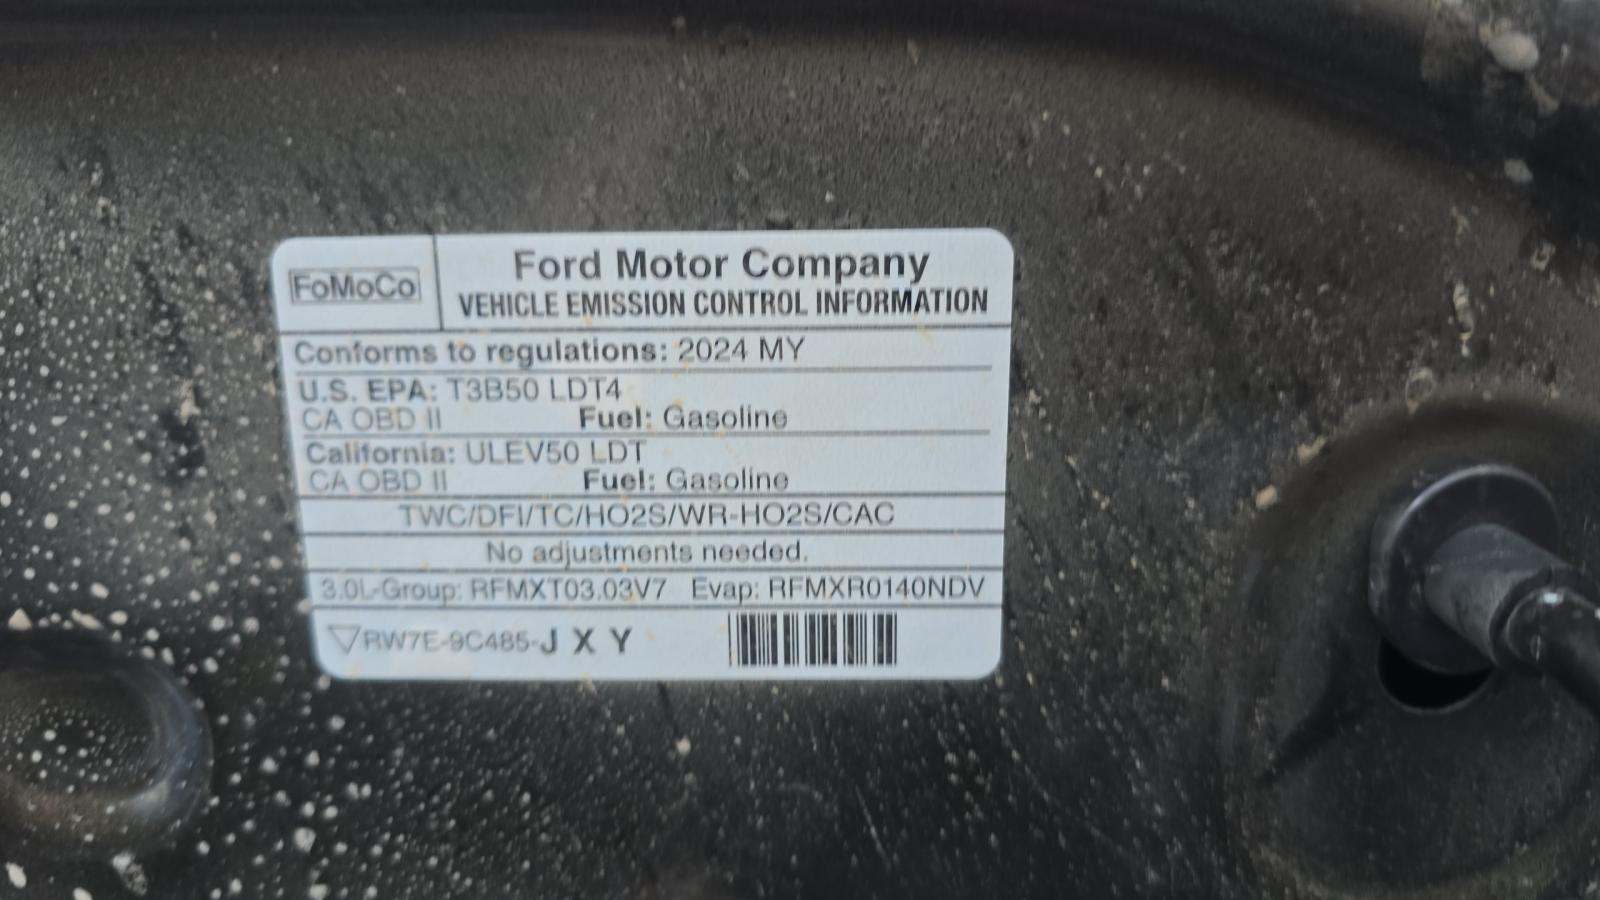 FoMoCo
Ford Motor Company
VEHICLE EMISSION CONTROL INFORMATION
Conforms to regulations: 2024 MY
U.S. EPA: T3B50 LDT4
CA OBD II Fuel: Gasoline
California: ULEV50 LDT
CA OBD II Fuel: Gasoline
TWC/DFI/TC/HO2S/WR-HO2S/CAC
No adjustments needed.
3.0L-Group: RFMXT03.03V7 Evap: RFMXR0140NDV
RW7E-9C485-J X Y